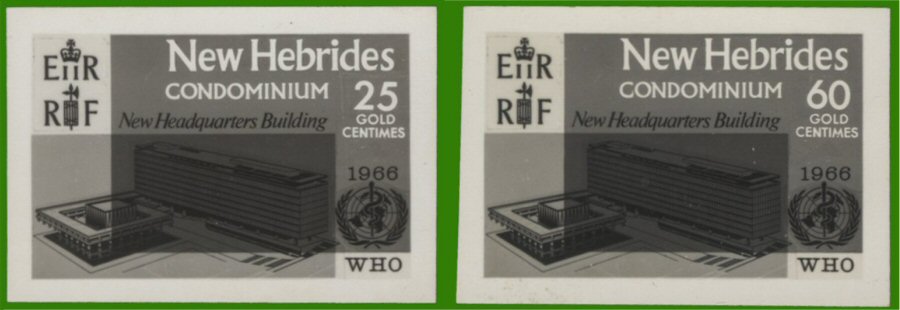 EIIR
RF
New Hebrides
CONDOMINIUM
25
GOLD
CENTIMES
New Headquarters Building
1966
WHO
EIIR
RF
New Hebrides
CONDOMINIUM
60
GOLD
CENTIMES
New Headquarters Building
1966
WHO